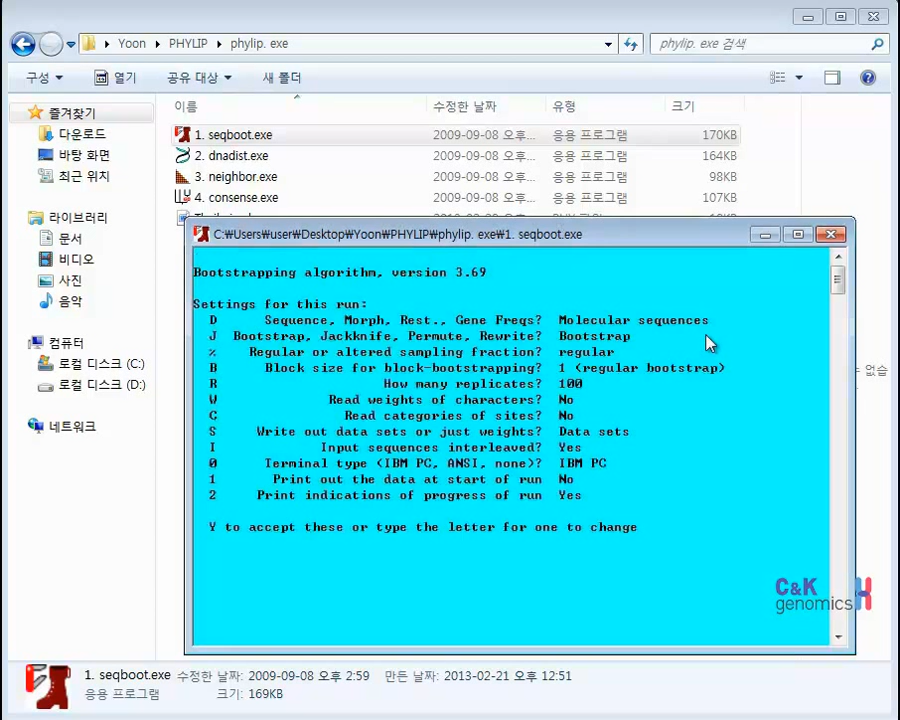 Yoon ▸ PHYLIP ▸ phylip. exe
phylip. exe 검색
구성 열기 공유 대상 새 폴더
이름 수정한 날짜 유형 크기
즐겨찾기
다운로드
바탕 화면
최근 위치
라이브러리
문서
비디오
사진
음악
컴퓨터
로컬 디스크 (C:)
로컬 디스크 (D:)
네트워크
1. seqboot.exe 2009-09-08 오후... 응용 프로그램 170KB
2. dnadist.exe 2009-09-08 오후... 응용 프로그램 164KB
3. neighbor.exe 2009-09-08 오후... 응용 프로그램 98KB
4. consense.exe 2009-09-08 오후... 응용 프로그램 107KB
없습
C:₩Users₩user₩Desktop₩Yoon₩PHYLIP₩phylip. exe₩1. seqboot.exe
Bootstrapping algorithm, version 3.69
Settings for this run:
D Sequence, Morph, Rest., Gene Freqs? Molecular sequences
J Bootstrap, Jackknife, Permute, Rewrite? Bootstrap
% Regular or altered sampling fraction? regular
B Block size for block-bootstrapping? 1 (regular bootstrap)
R How many replicates? 100
W Read weights of characters? No
C Read categories of sites? No
S Write out data sets or just weights? Data sets
I Input sequences interleaved? Yes
0 Terminal type (IBM PC, ANSI, none)? IBM PC
1 Print out the data at start of run No
2 Print indications of progress of run Yes
Y to accept these or type the letter for one to change
C&K
genomics
1. seqboot.exe 수정한 날짜: 2009-09-08 오후 2:59 만든 날짜: 2013-02-21 오후 12:51
응용 프로그램 크기: 169KB